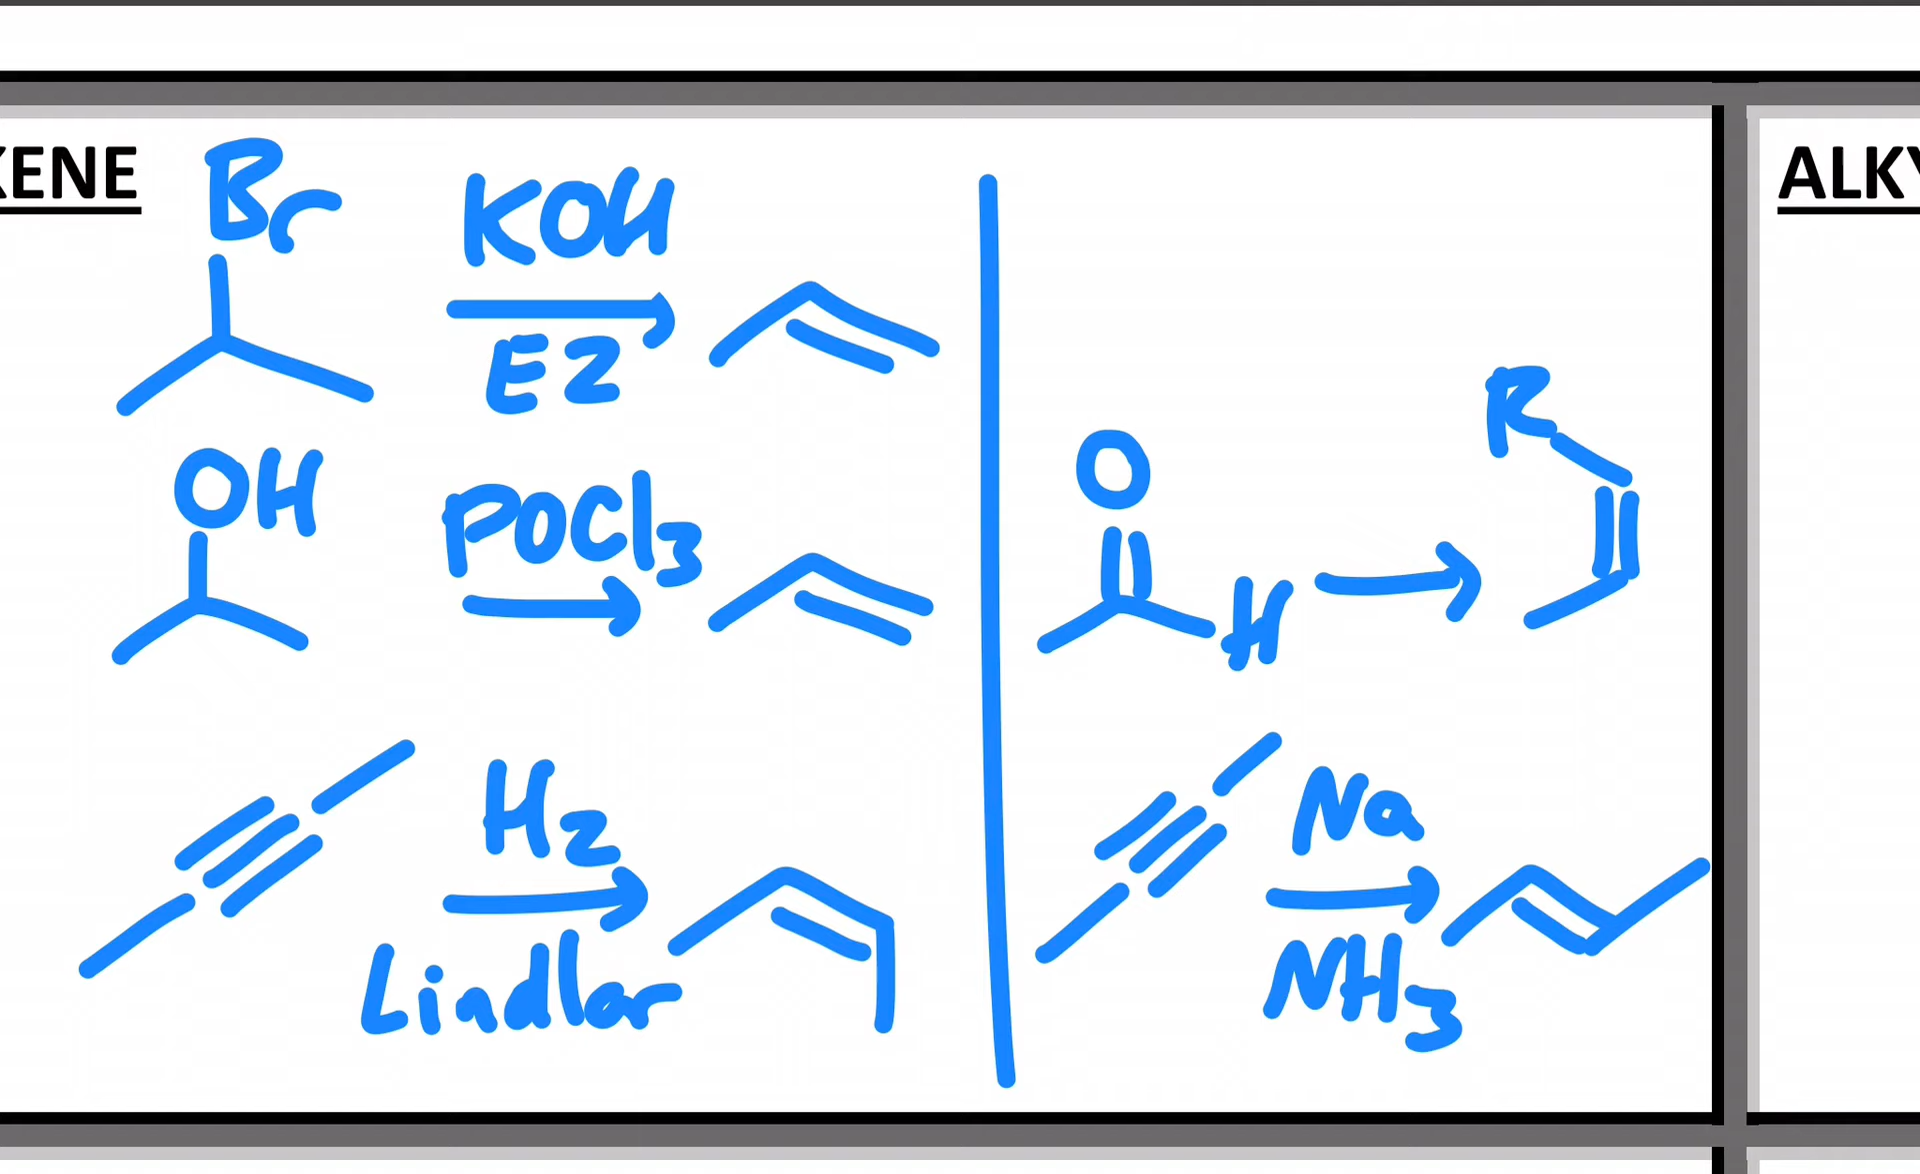 KENE
Br
KOH
E2
OH
POCl3
H2
Lindlar
R
O
H
Na
NH3
ALKY